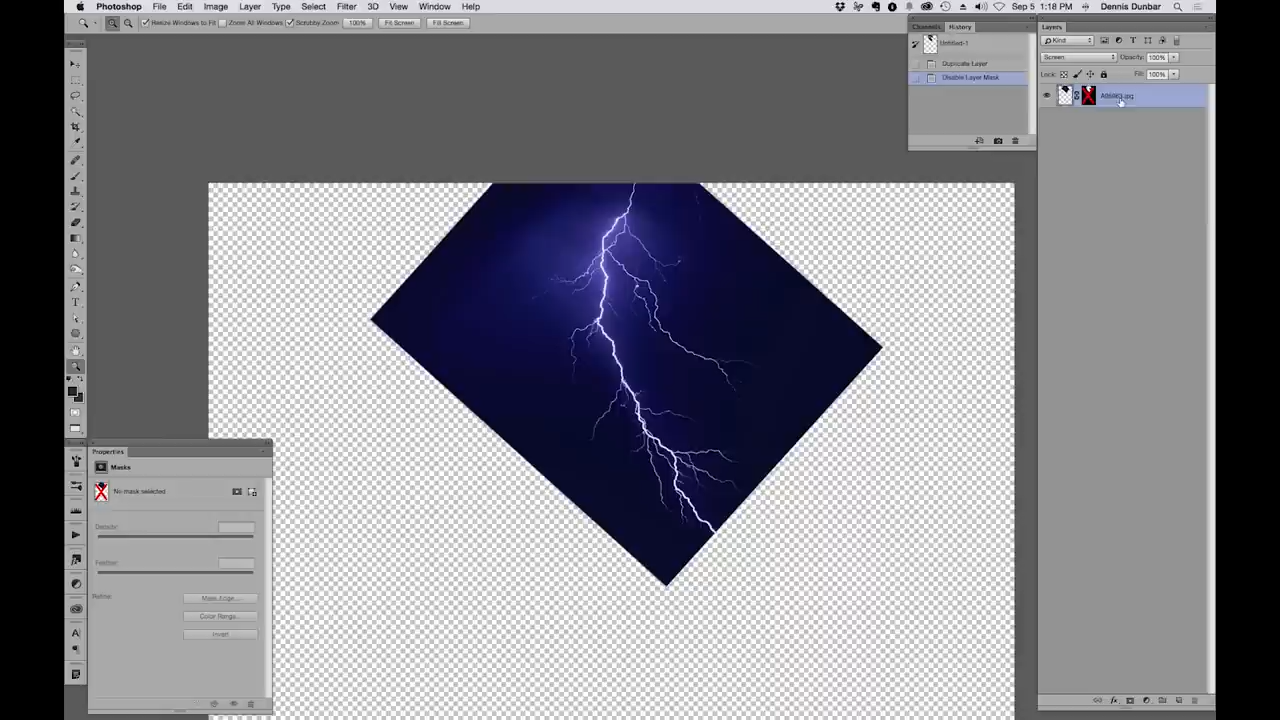 Photoshop File Edit Image Layer Type Select Filter 3D View Window Help
Sep 5 1:18 PM Dennis Dunbar
Resize Windows to Fit Zoom All Windows Scrubby Zoom 100% Fit Screen Fill Screen
Channels History
Untitled-1
Duplicate Layer
Disable Layer Mask
Layers
Kind
Screen Opacity: 100%
Lock: Fill: 100%
Properties
Masks
No mask selected
Density:
Feather:
Refine: Mask Edge...
Color Range...
Invert